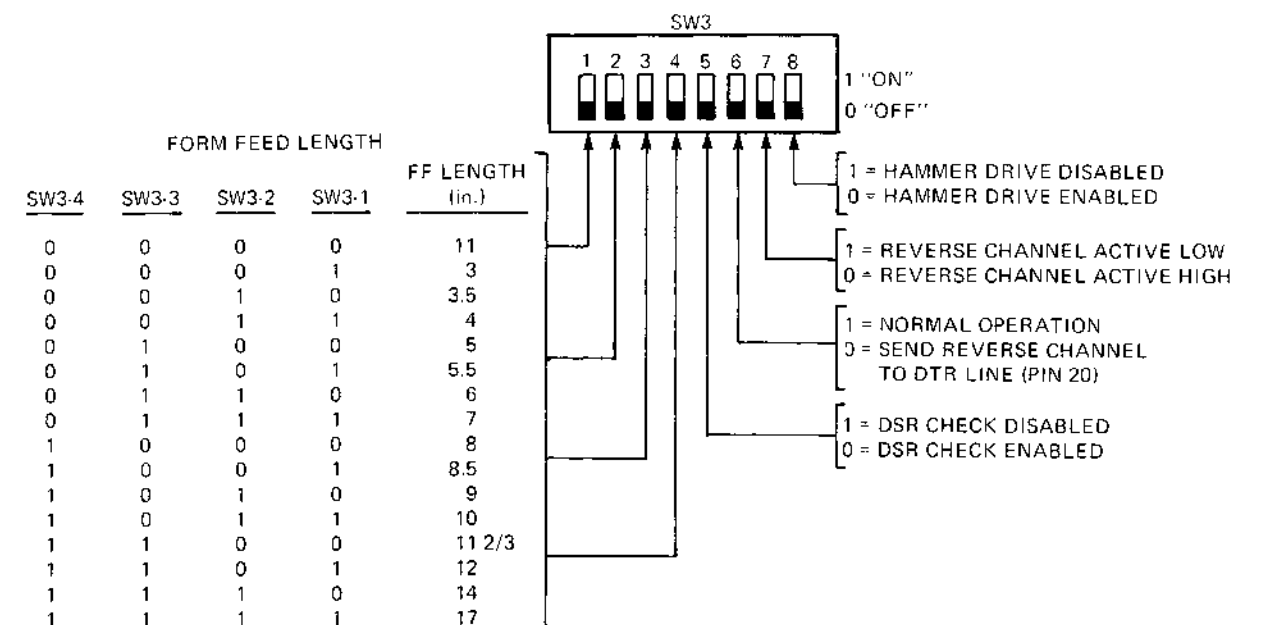 SW3
1 2 3 4 5 6 7 8
1 "ON"
0 "OFF"
FORM FEED LENGTH
SW3-4 SW3-3 SW3-2 SW3-1 FF LENGTH (in.)
0 0 0 0 11
0 0 0 1 3
0 0 1 0 3.5
0 0 1 1 4
0 1 0 0 5
0 1 0 1 5.5
0 1 1 0 6
0 1 1 1 7
1 0 0 0 8
1 0 0 1 8.5
1 0 1 0 9
1 0 1 1 10
1 1 0 0 11 2/3
1 1 0 1 12
1 1 1 0 14
1 1 1 1 17
1 = HAMMER DRIVE DISABLED
0 = HAMMER DRIVE ENABLED
1 = REVERSE CHANNEL ACTIVE LOW
0 = REVERSE CHANNEL ACTIVE HIGH
1 = NORMAL OPERATION
0 = SEND REVERSE CHANNEL
TO DTR LINE (PIN 20)
1 = DSR CHECK DISABLED
0 = DSR CHECK ENABLED